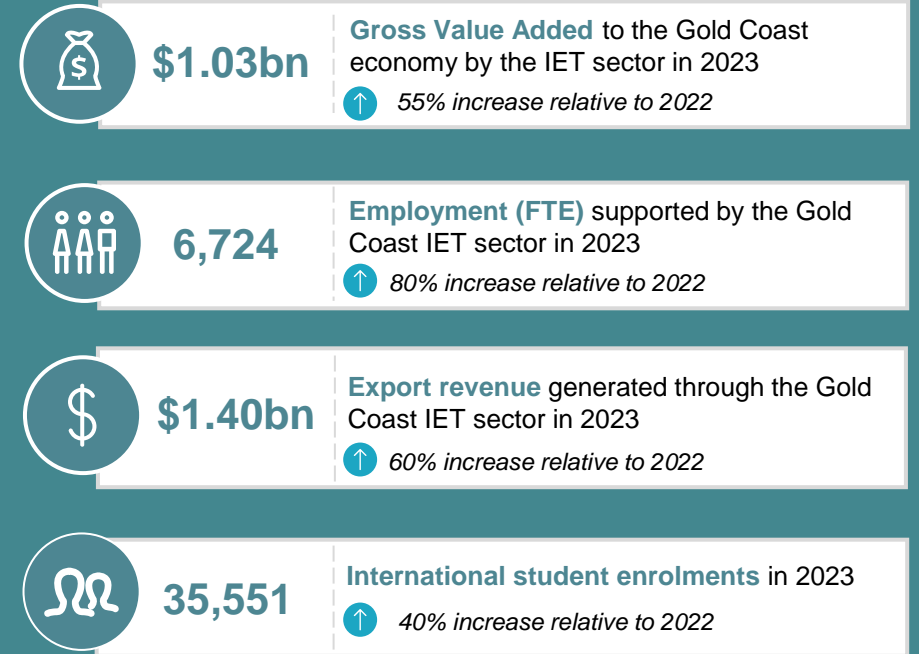 $1.03bn
Gross Value Added to the Gold Coast
economy by the IET sector in 2023
55% increase relative to 2022
6,724
Employment (FTE) supported by the Gold
Coast IET sector in 2023
80% increase relative to 2022
$1.40bn
Export revenue generated through the Gold
Coast IET sector in 2023
60% increase relative to 2022
35,551
International student enrolments in 2023
40% increase relative to 2022